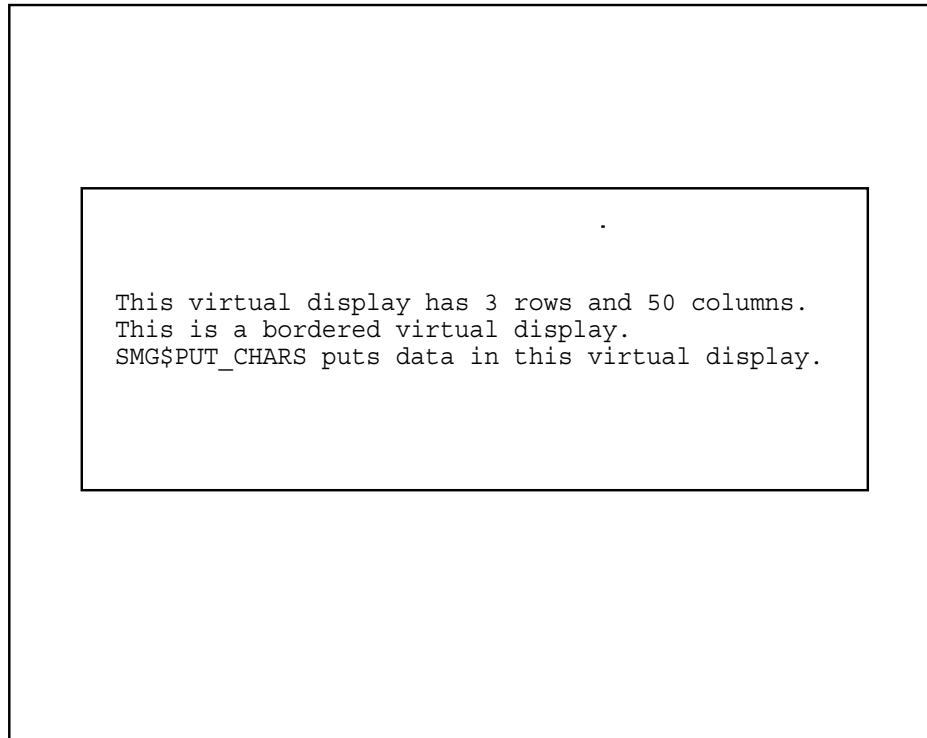 This virtual display has 3 rows and 50 columns.
This is a bordered virtual display.
SMG$PUT_CHARS puts data in this virtual display.